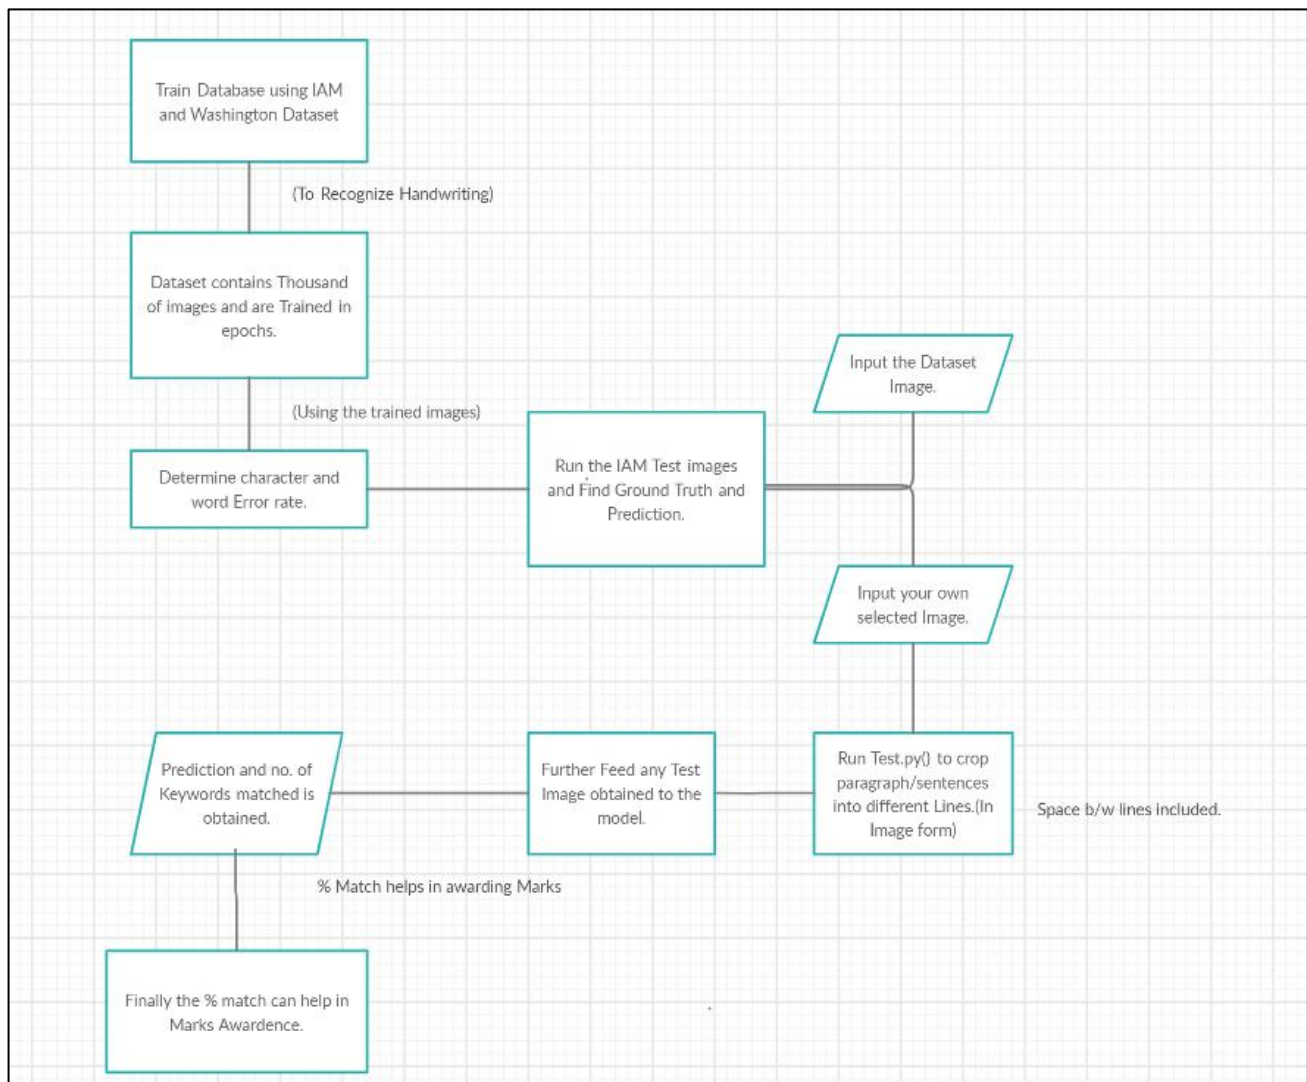 Train Database using IAM
and Washington Dataset
(To Recognize Handwriting)
Dataset contains Thousand
of images and are Trained in
epochs.
(Using the trained images)
Determine character and
word Error rate.
Run the IAM Test images
and Find Ground Truth and
Prediction.
Input the Dataset
Image.
Input your own
selected Image.
Run Test.py() to crop
paragraph/sentences
into different Lines.(In
Image form)
Space b/w lines included.
Further Feed any Test
Image obtained to the
model.
Prediction and no. of
Keywords matched is
obtained.
% Match helps in awarding Marks
Finally the % match can help in
Marks Awardence.